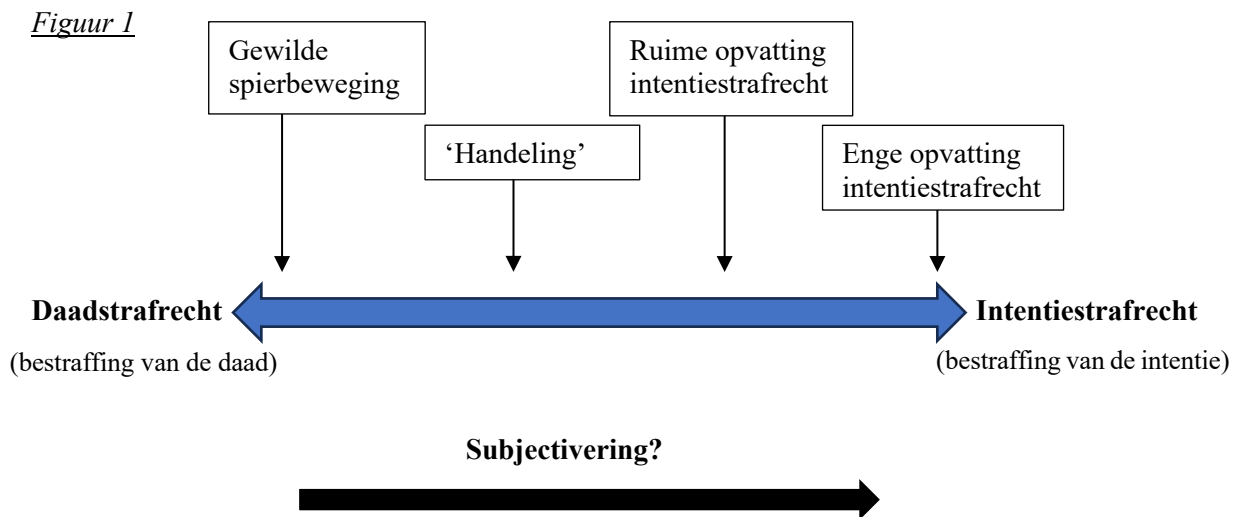 Figuur 1
Gewilde
spierbeweging
‘Handeling’
Ruime opvatting
intentiestrafrecht
Enge opvatting
intentiestrafrecht
Daadstrafrecht
(bestraffing van de daad)
Intentiestrafrecht
(bestraffing van de intentie)
Subjectivering?